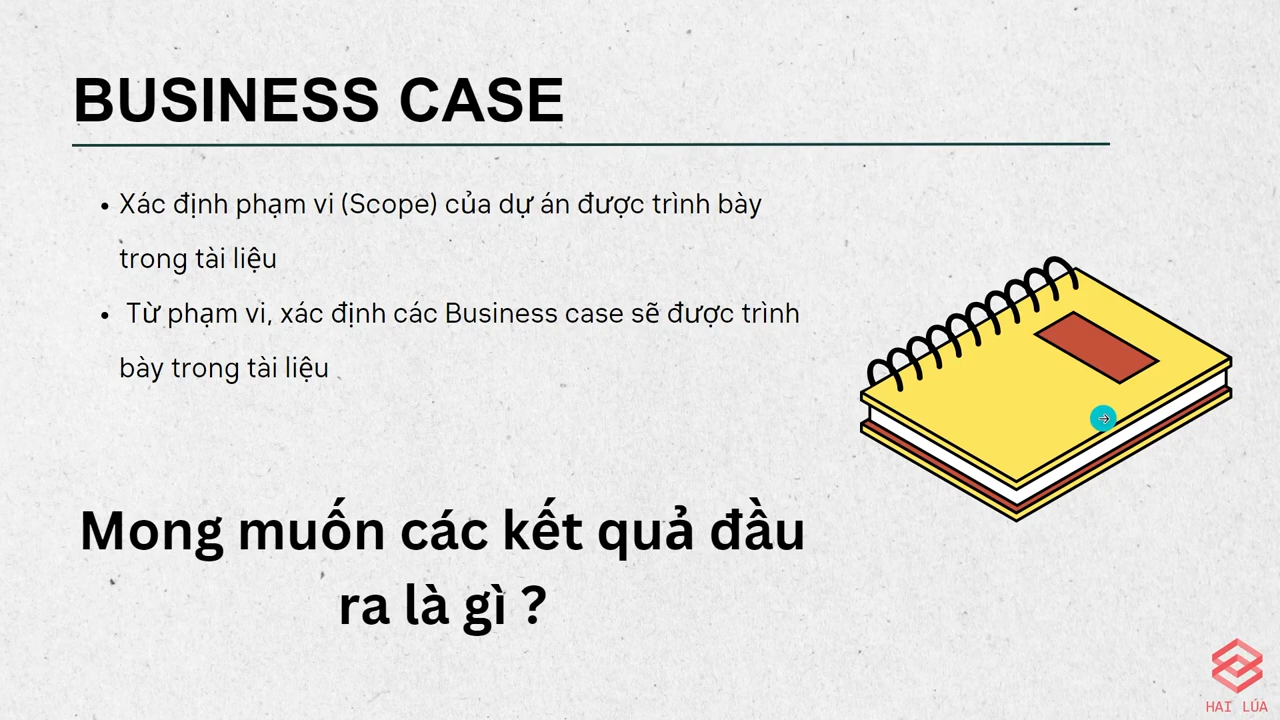 BUSINESS CASE
• Xác định phạm vi (Scope) của dự án được trình bày
trong tài liệu
• Từ phạm vi, xác định các Business case sẽ được trình
bày trong tài liệu
Mong muốn các kết quả đầu
ra là gì ?
HAI LÚA